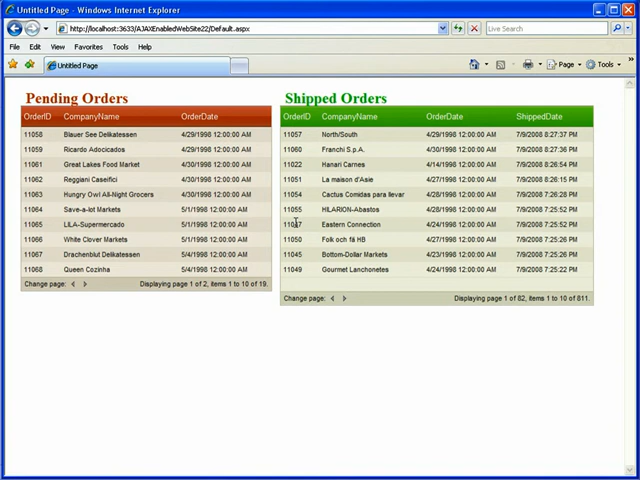 Untitled Page - Windows Internet Explorer
http://localhost:3633/AJAXEnabledWebSite22/Default.aspx
Live Search
File Edit View Favorites Tools Help
Untitled Page
Page
Tools
Pending Orders
OrderID CompanyName OrderDate
11058 Blauer See Delikatessen 4/29/1998 12:00:00 AM
11059 Ricardo Adocicados 4/29/1998 12:00:00 AM
11061 Great Lakes Food Market 4/30/1998 12:00:00 AM
11062 Reggiani Caseifici 4/30/1998 12:00:00 AM
11063 Hungry Owl All-Night Grocers 4/30/1998 12:00:00 AM
11064 Save-a-lot Markets 5/1/1998 12:00:00 AM
11065 LILA-Supermercado 5/1/1998 12:00:00 AM
11066 White Clover Markets 5/1/1998 12:00:00 AM
11067 Drachenblut Delikatessen 5/4/1998 12:00:00 AM
11068 Queen Cozinha 5/4/1998 12:00:00 AM
Change page: Displaying page 1 of 2, items 1 to 10 of 19.
Shipped Orders
OrderID CompanyName OrderDate ShippedDate
11057 North/South 4/29/1998 12:00:00 AM 7/9/2008 8:27:37 PM
11060 Franchi S.p.A. 4/30/1998 12:00:00 AM 7/9/2008 8:27:36 PM
11022 Hanari Carnes 4/14/1998 12:00:00 AM 7/9/2008 8:26:54 PM
11051 La maison d'Asie 4/27/1998 12:00:00 AM 7/9/2008 8:26:15 PM
11054 Cactus Comidas para llevar 4/28/1998 12:00:00 AM 7/9/2008 7:26:28 PM
11055 HILARION-Abastos 4/28/1998 12:00:00 AM 7/9/2008 7:25:52 PM
Eastern Connection 4/24/1998 12:00:00 AM 7/9/2008 7:25:52 PM
11050 Folk och fä HB 4/27/1998 12:00:00 AM 7/9/2008 7:25:26 PM
11045 Bottom-Dollar Markets 4/23/1998 12:00:00 AM 7/9/2008 7:25:26 PM
11049 Gourmet Lanchonetes 4/24/1998 12:00:00 AM 7/9/2008 7:25:22 PM
Change page: Displaying page 1 of 82, items 1 to 10 of 811.